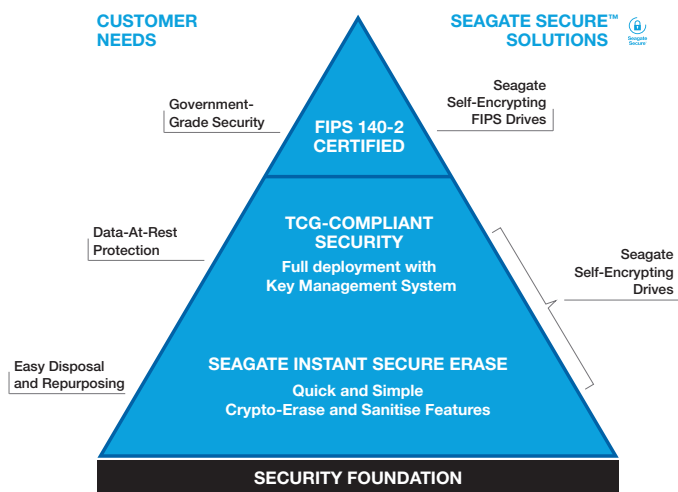 CUSTOMER
NEEDS
SEAGATE SECURE™
SOLUTIONS
Seagate
Secure
Government-
Grade Security
FIPS 140-2
CERTIFIED
Seagate
Self-Encrypting
FIPS Drives
Data-At-Rest
Protection
TCG-COMPLIANT
SECURITY
Full deployment with
Key Management System
Seagate
Self-Encrypting
Drives
Easy Disposal
and Repurposing
SEAGATE INSTANT SECURE ERASE
Quick and Simple
Crypto-Erase and Sanitise Features
SECURITY FOUNDATION